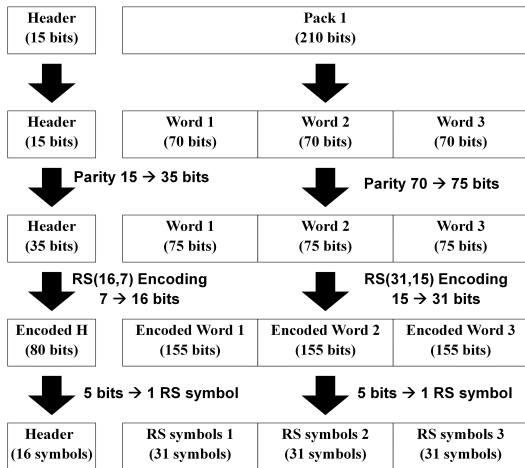 Header
(15 bits)
Pack 1
(210 bits)
Header
(15 bits)
Word 1
(70 bits)
Word 2
(70 bits)
Word 3
(70 bits)
Parity 15 → 35 bits
Parity 70 → 75 bits
Header
(35 bits)
Word 1
(75 bits)
Word 2
(75 bits)
Word 3
(75 bits)
RS(16,7) Encoding
7 → 16 bits
RS(31,15) Encoding
15 → 31 bits
Encoded H
(80 bits)
Encoded Word 1
(155 bits)
Encoded Word 2
(155 bits)
Encoded Word 3
(155 bits)
5 bits → 1 RS symbol
5 bits → 1 RS symbol
Header
(16 symbols)
RS symbols 1
(31 symbols)
RS symbols 2
(31 symbols)
RS symbols 3
(31 symbols)